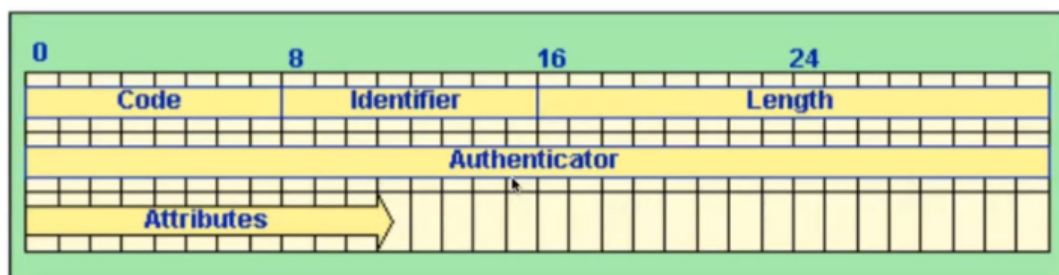 0 8 16 24
Code Identifier Length
Authenticator
Attributes